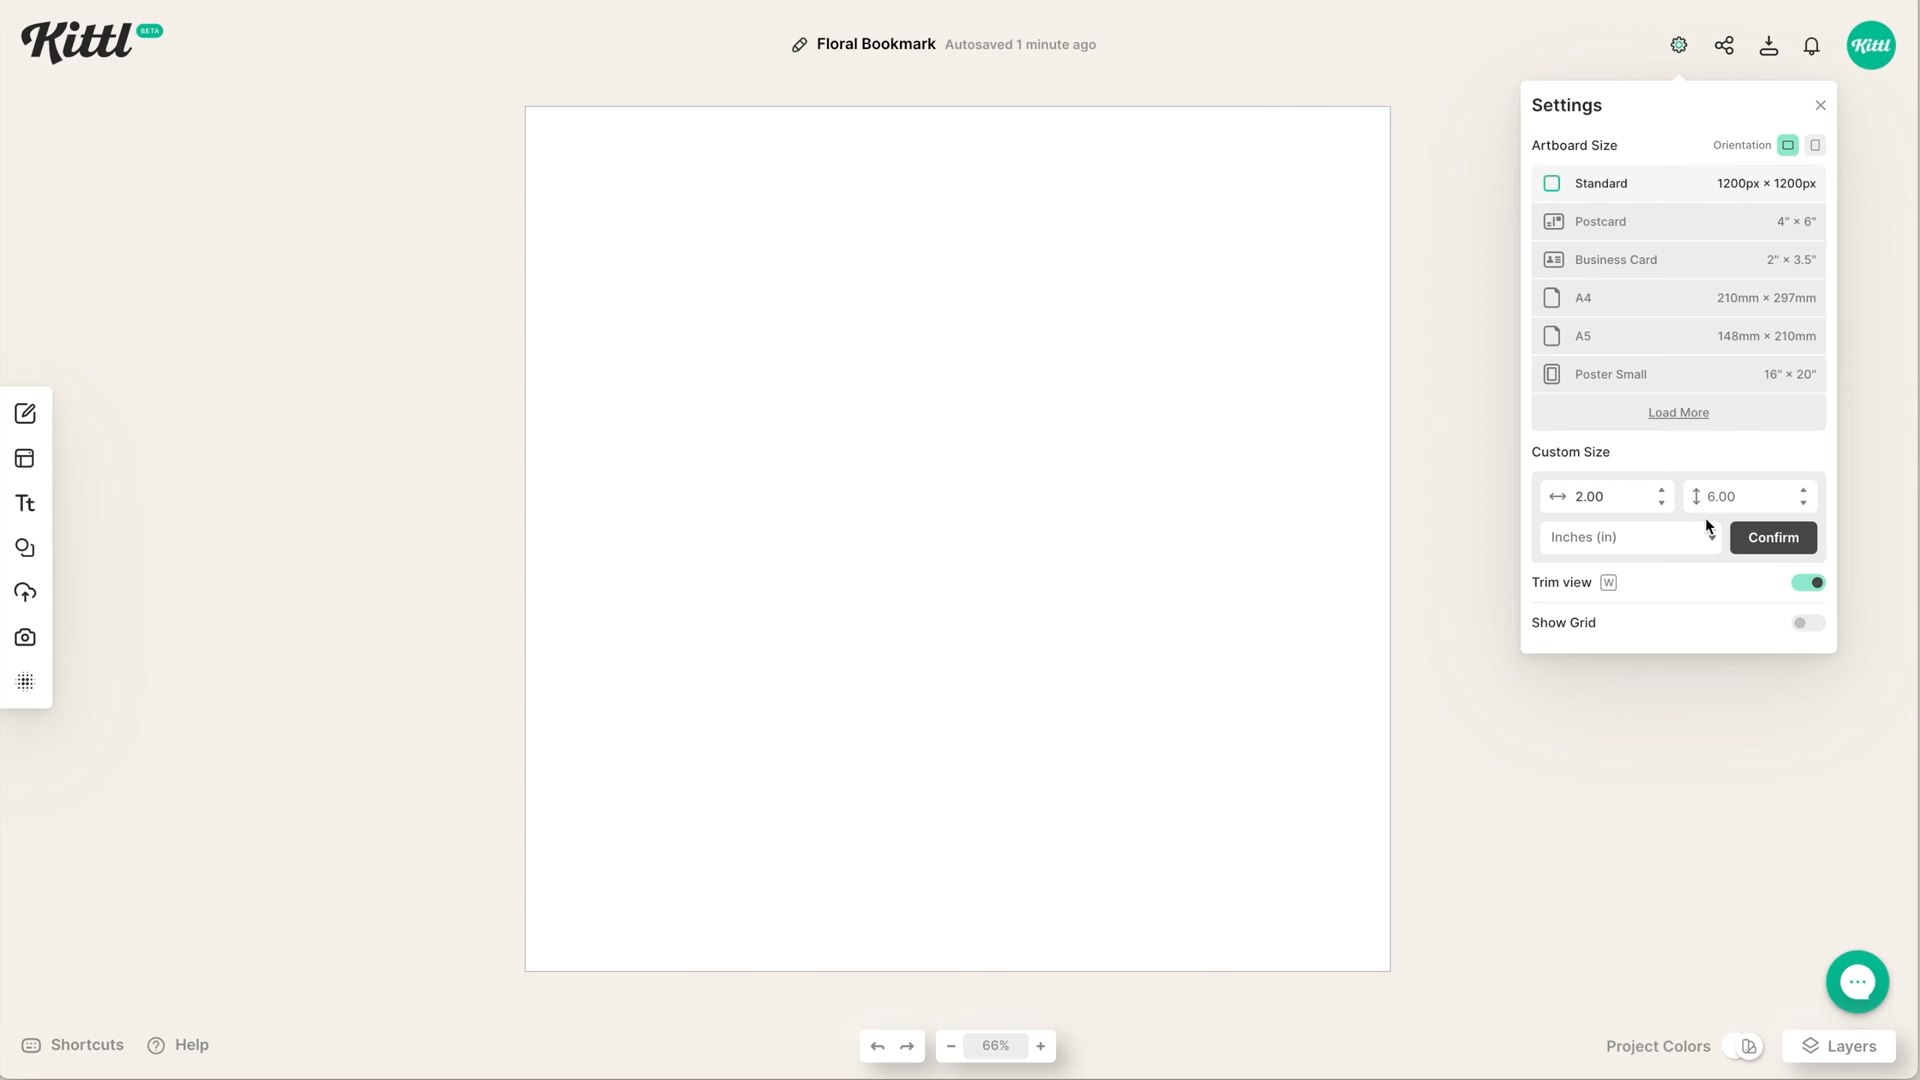 Kittl BETA
Floral Bookmark Autosaved 1 minute ago
Kittl
Settings
Artboard Size Orientation
Standard 1200px × 1200px
Postcard 4" × 6"
Business Card 2" × 3.5"
A4 210mm × 297mm
A5 148mm × 210mm
Poster Small 16" × 20"
Load More
Custom Size
2.00 6.00
Inches (in) Confirm
Trim view W
Show Grid
Tt
Shortcuts Help
66%
Project Colors Layers